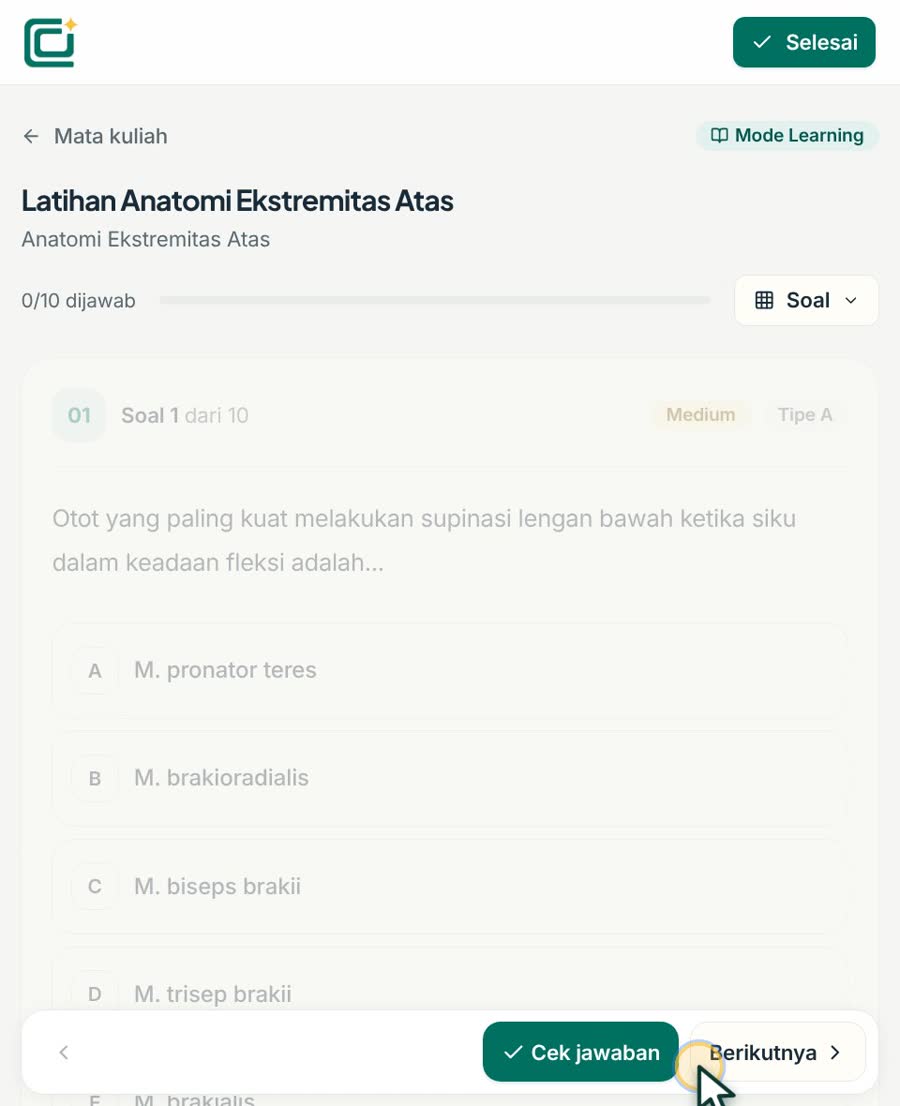 Selesai
Mata kuliah
Mode Learning
Latihan Anatomi Ekstremitas Atas
Anatomi Ekstremitas Atas
0/10 dijawab
Soal
01
Soal 1 dari 10
Medium
Tipe A
Otot yang paling kuat melakukan supinasi lengan bawah ketika siku
dalam keadaan fleksi adalah...
A
M. pronator teres
B
M. brakioradialis
C
M. biseps brakii
D
M. trisep brakii
Cek jawaban
Berikutnya
E
M. brakialis